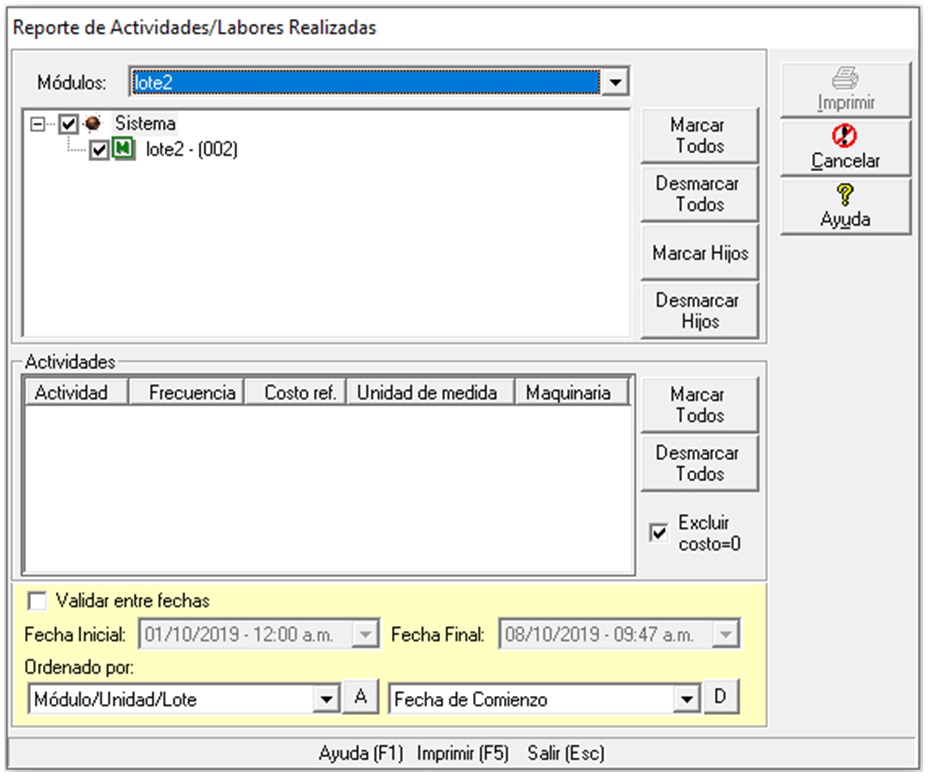 Reporte de Actividades/Labores Realizadas
Módulos: lote2
Imprimir
Cancelar
Ayuda
Sistema
lote2 - (002)
Marcar
Todos
Desmarcar
Todos
Marcar Hijos
Desmarcar
Hijos
Actividades
Actividad Frecuencia Costo ref. Unidad de medida Maquinaria
Marcar
Todos
Desmarcar
Todos
Excluir
costo=0
Validar entre fechas
Fecha Inicial: 01/10/2019 - 12:00 a.m. Fecha Final: 08/10/2019 - 09:47 a.m.
Ordenado por:
Módulo/Unidad/Lote A Fecha de Comienzo D
Ayuda (F1) Imprimir (F5) Salir (Esc)